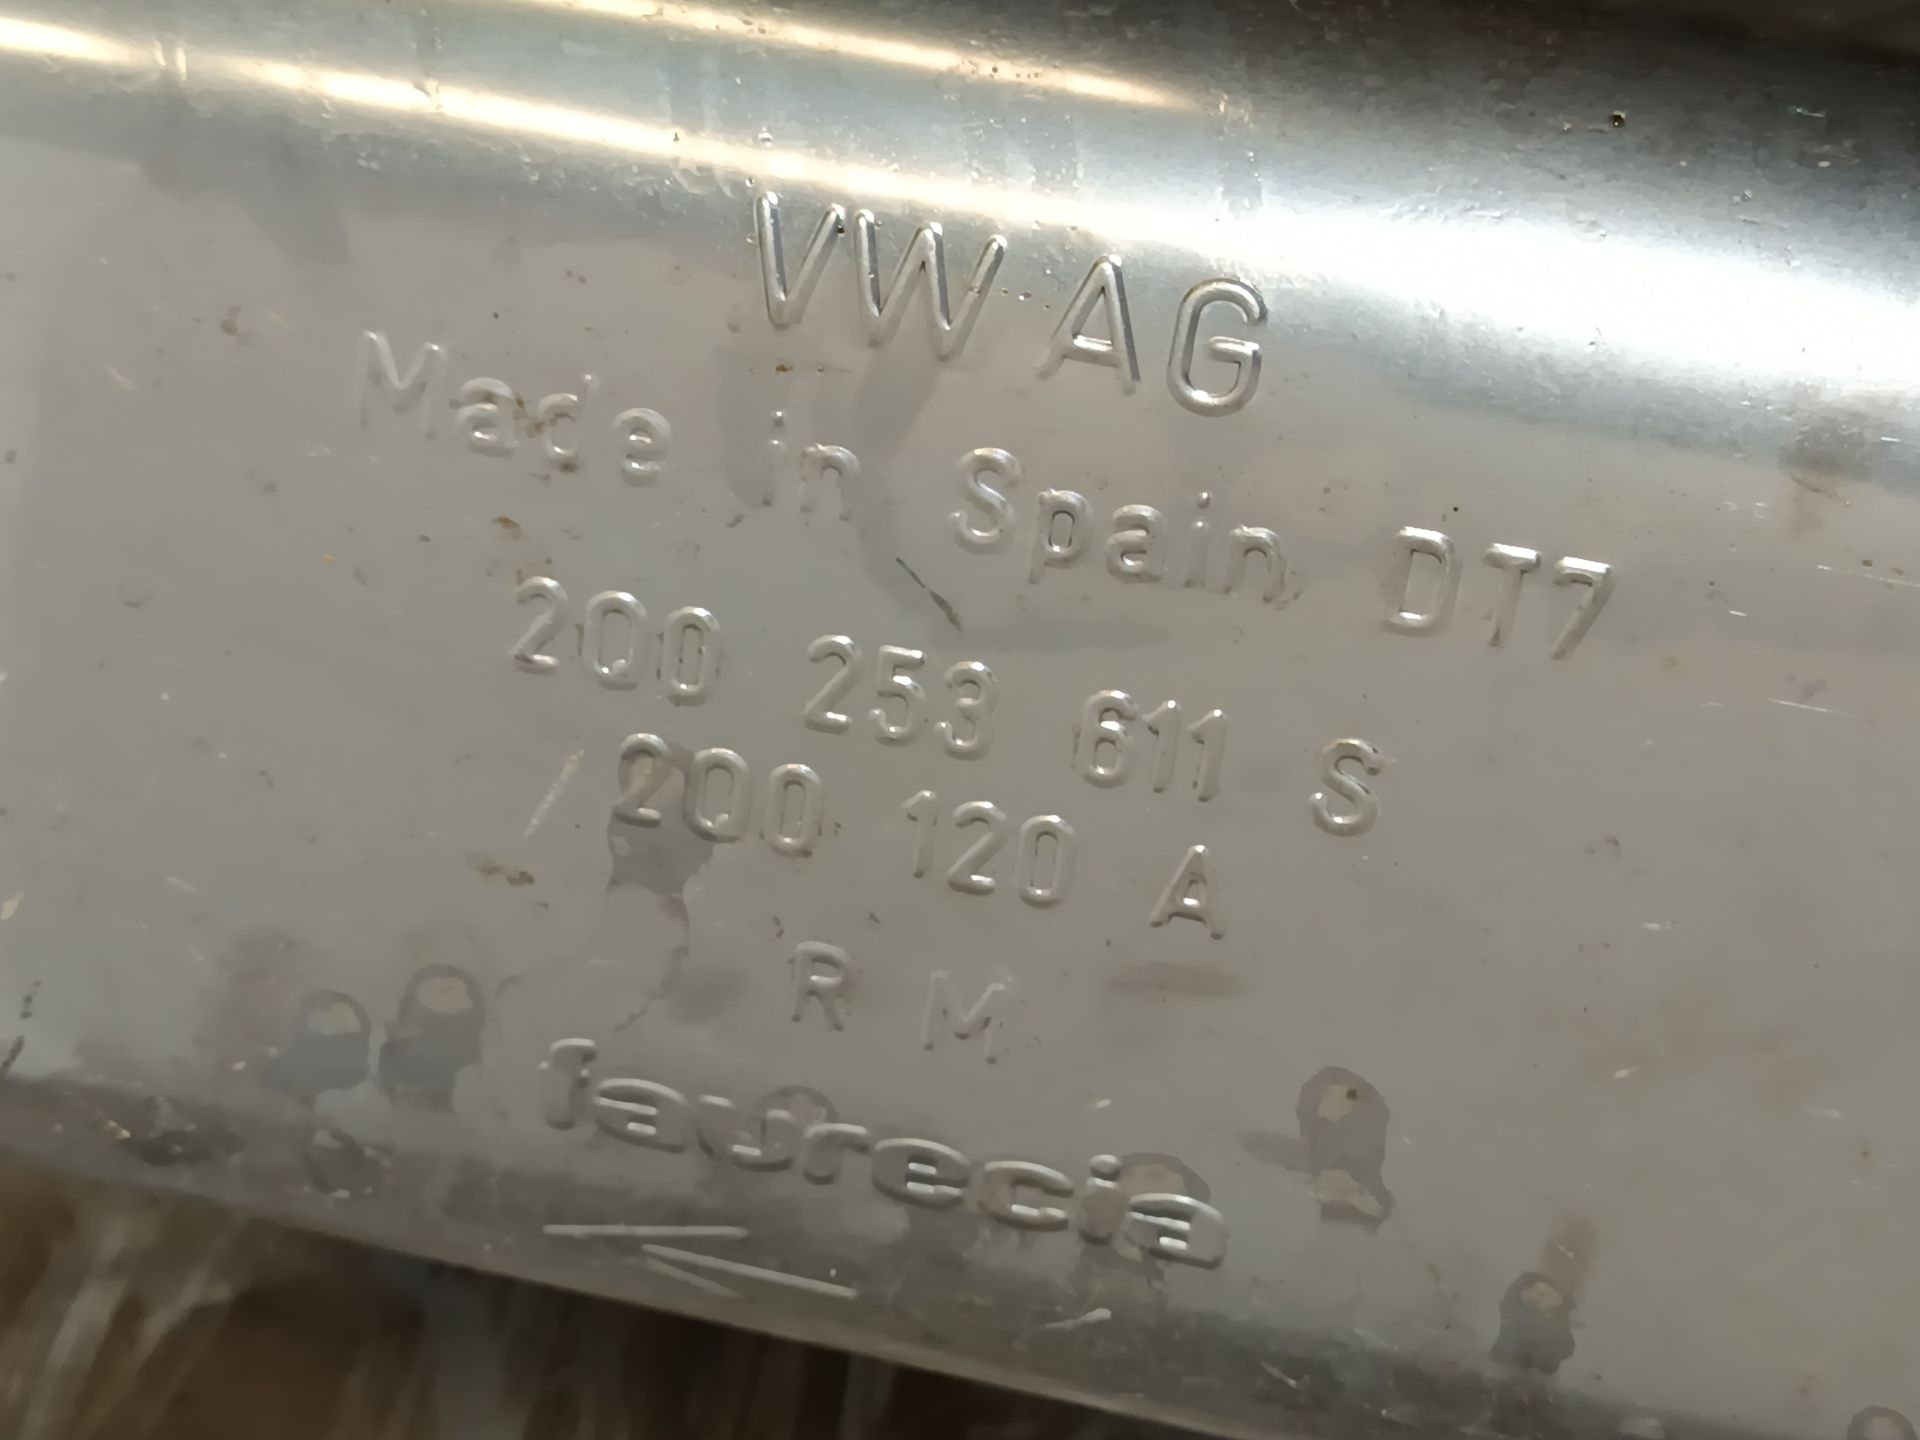 VW AG
Made in Spain DT7
2Q0 253 611 S
2Q0 120 A
R M
faurecia